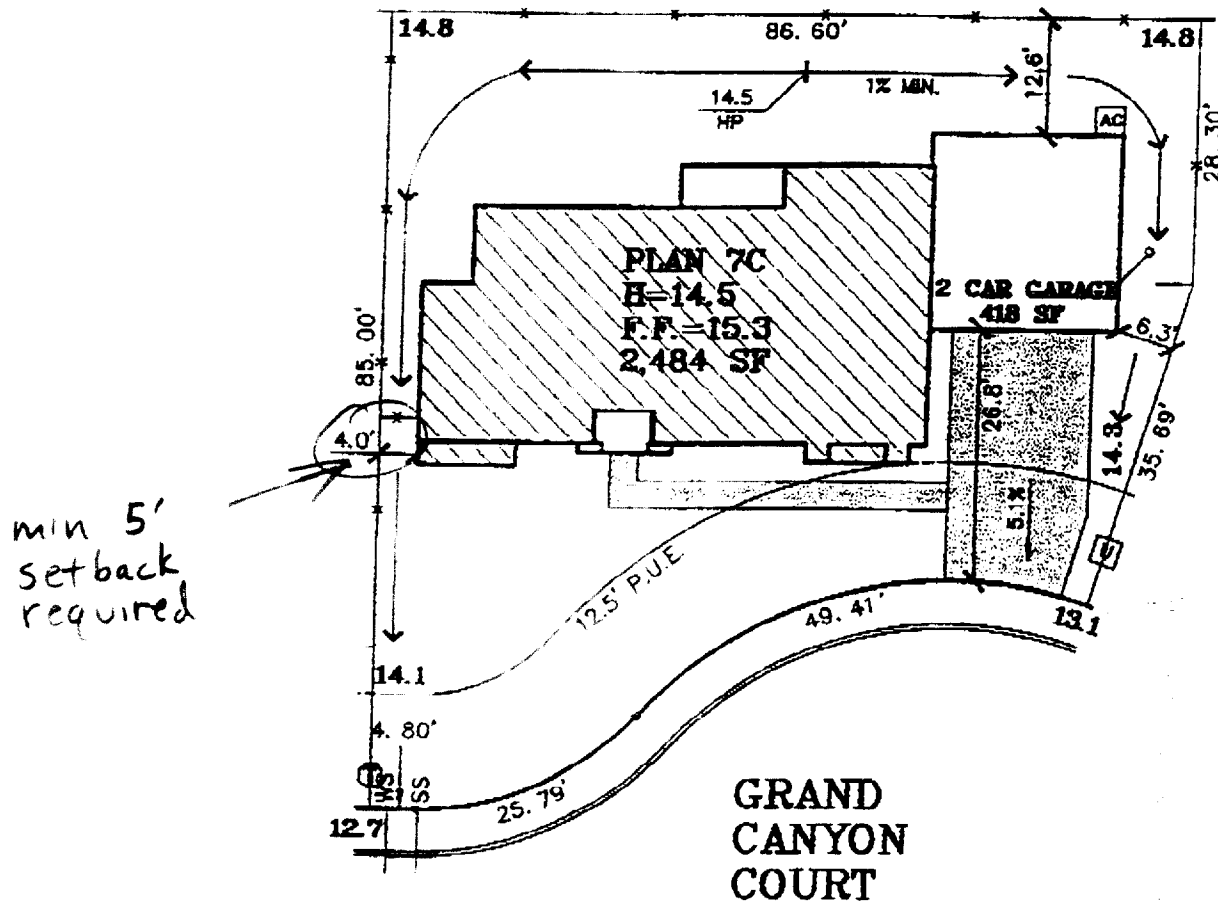 14.8
86.60'
14.8
12.6'
14.5
HP
1% MIN.
AC
28.30'
PLAN 7C
H=14.5
F.F.=15.3
2,484 SF
2 CAR GARAGE
418 SF
6.3'
85.00'
26.8'
14.3
35.69'
4.0'
min 5'
setback
required
5.1%
U
12.5' P.U.E
14.1
4.80'
49.41'
13.1
WS
SS
25.79'
12.7
GRAND
CANYON
COURT